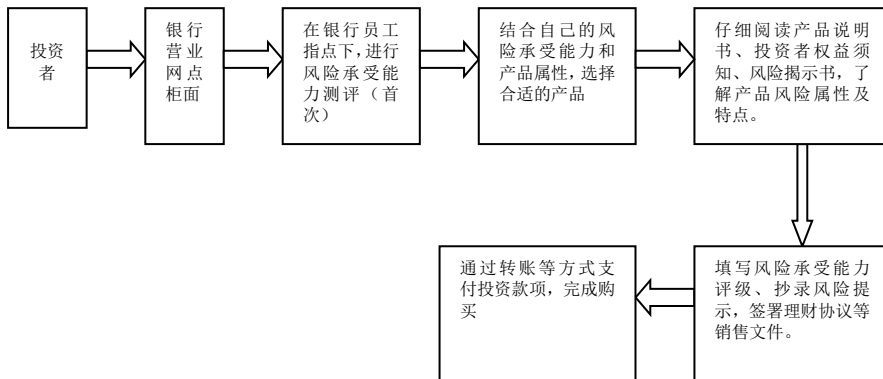 投资
者
银行
营业
网点
柜面
在银行员工
指点下，进行
风险承受能
力测评（首
次）
结合自己的风
险承受能力和
产品属性，选择
合适的产品
仔细阅读产品说明
书、投资者权益须
知、风险揭示书，了
解产品风险属性及
特点。
填写风险承受能力
评级、抄录风险提
示，签署理财协议等
销售文件。
通过转账等方式支
付投资款项，完成购
买